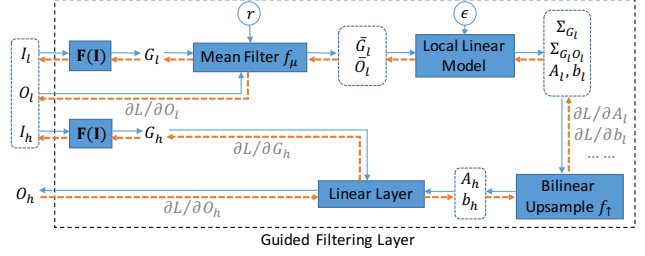 r
ϵ
I_l
F(I)
G_l
Mean Filter f_μ
Ḡ_l
Ō_l
Local Linear
Model
Σ_{G_l}
Σ_{G_l O_l}
A_l, b_l
O_l
∂L/∂O_l
∂L/∂A_l
∂L/∂b_l
... ...
I_h
F(I)
G_h
∂L/∂G_h
O_h
∂L/∂O_h
Linear Layer
A_h
b_h
Bilinear
Upsample f_↑
Guided Filtering Layer